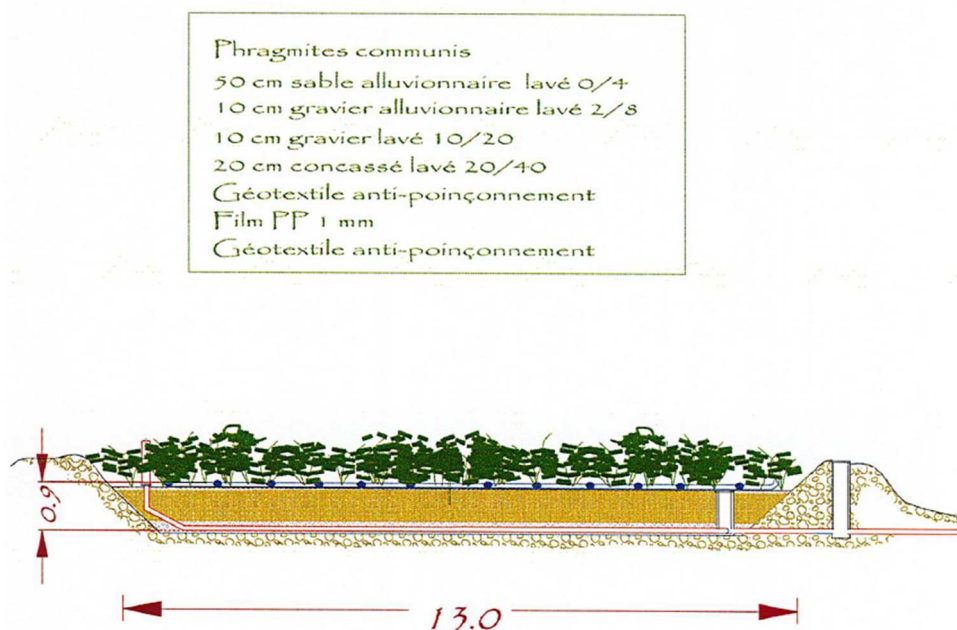 Phragmites communis
50 cm sable alluvionnaire lavé 0/4
10 cm gravier alluvionnaire lavé 2/8
10 cm gravier lavé 10/20
20 cm concassé lavé 20/40
Géotextile anti-poinçonnement
Film PP 1 mm
Géotextile anti-poinçonnement
0.9
13.0